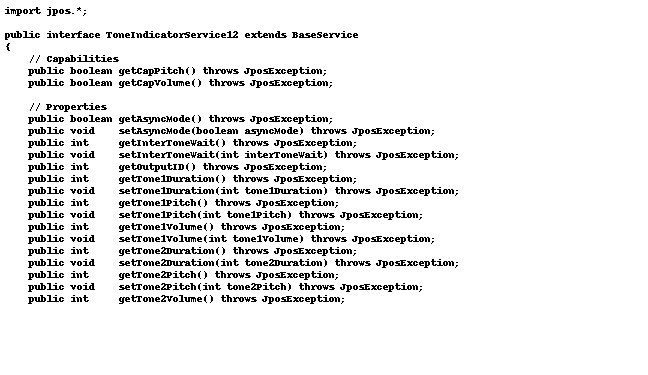 import jpos.*;

public interface ToneIndicatorService12 extends BaseService
{
    // Capabilities
    public boolean getCapPitch() throws JposException;
    public boolean getCapVolume() throws JposException;

    // Properties
    public boolean getAsyncMode() throws JposException;
    public void    setAsyncMode(boolean asyncMode) throws JposException;
    public int     getInterToneWait() throws JposException;
    public void    setInterToneWait(int interToneWait) throws JposException;
    public int     getOutputID() throws JposException;
    public int     getTone1Duration() throws JposException;
    public void    setTone1Duration(int tone1Duration) throws JposException;
    public int     getTone1Pitch() throws JposException;
    public void    setTone1Pitch(int tone1Pitch) throws JposException;
    public int     getTone1Volume() throws JposException;
    public void    setTone1Volume(int tone1Volume) throws JposException;
    public int     getTone2Duration() throws JposException;
    public void    setTone2Duration(int tone2Duration) throws JposException;
    public int     getTone2Pitch() throws JposException;
    public void    setTone2Pitch(int tone2Pitch) throws JposException;
    public int     getTone2Volume() throws JposException;